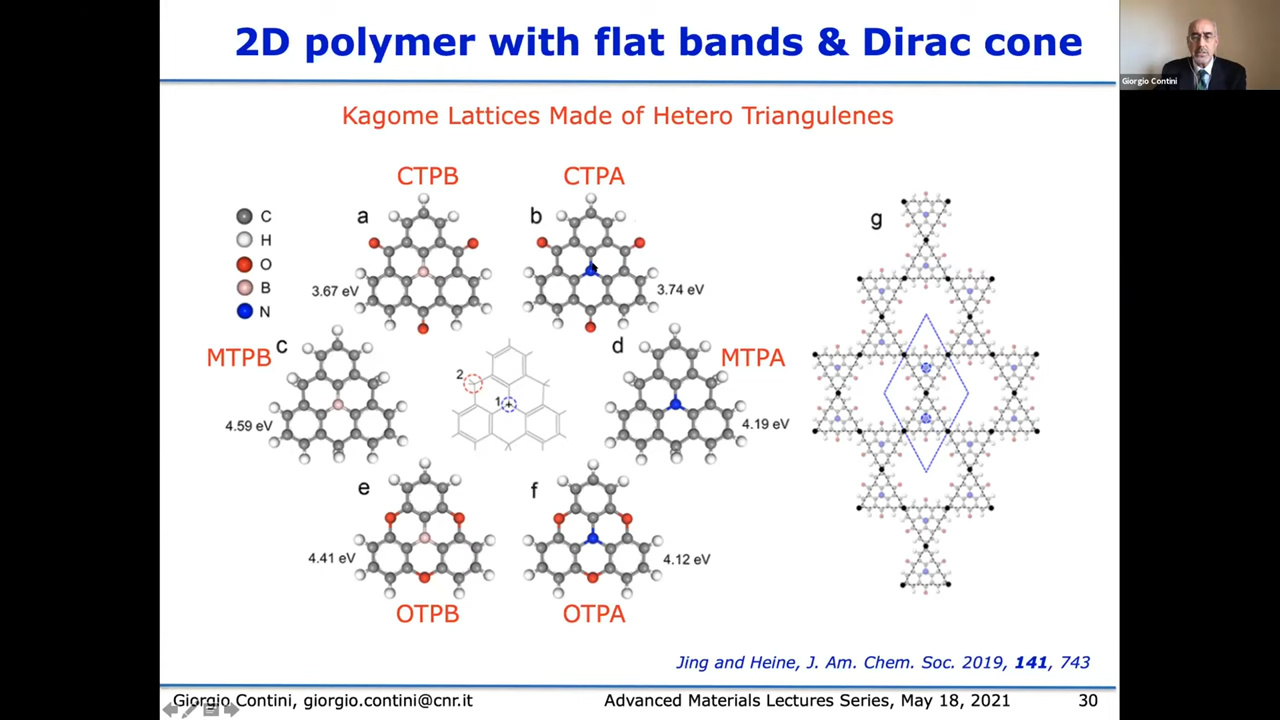 2D polymer with flat bands & Dirac cone
Giorgio Contini
Kagome Lattices Made of Hetero Triangulenes
CTPB
CTPA
C
H
O
B
N
a
b
g
3.67 eV
3.74 eV
MTPB
c
d
MTPA
2
1
4.59 eV
4.19 eV
e
f
4.41 eV
4.12 eV
OTPB
OTPA
Jing and Heine, J. Am. Chem. Soc. 2019, 141, 743
Giorgio Contini, giorgio.contini@cnr.it
Advanced Materials Lectures Series, May 18, 2021
30